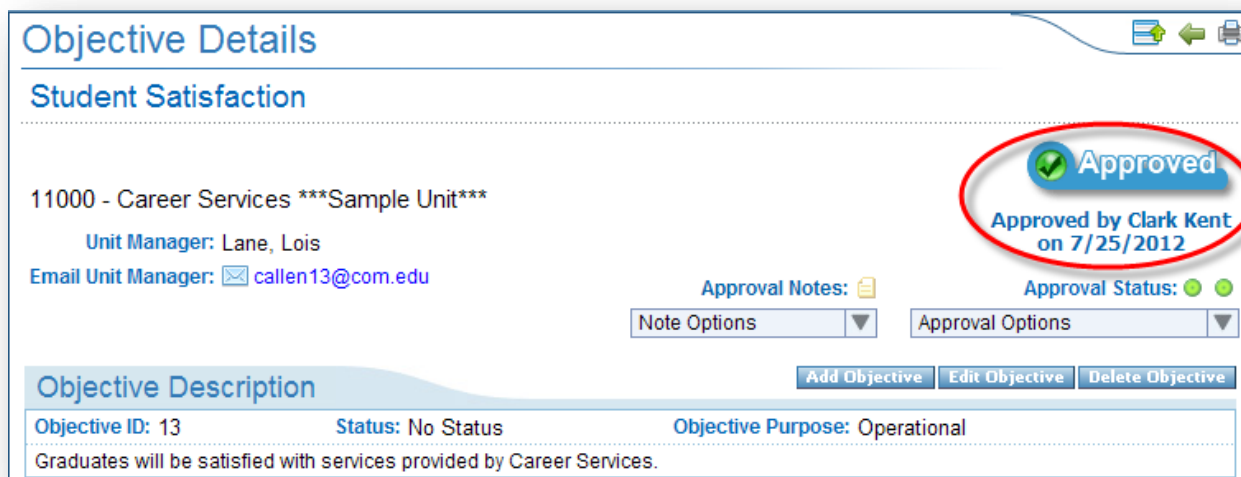 Objective Details
Student Satisfaction
Approved
Approved by Clark Kent
on 7/25/2012
11000 - Career Services ***Sample Unit***
Unit Manager: Lane, Lois
Email Unit Manager: callen13@com.edu
Approval Notes:
Approval Status:
Note Options
Approval Options
Objective Description
Add Objective
Edit Objective
Delete Objective
Objective ID: 13
Status: No Status
Objective Purpose: Operational
Graduates will be satisfied with services provided by Career Services.